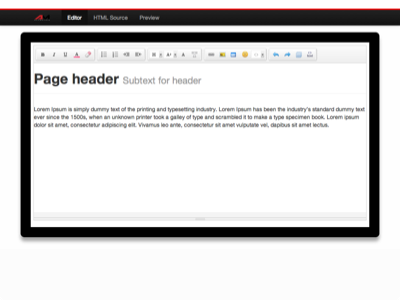 Editor HTML Source Preview
B I U A
Page header Subtext for header
Lorem Ipsum is simply dummy text of the printing and typesetting industry. Lorem Ipsum has been the industry's standard dummy text
ever since the 1500s, when an unknown printer took a galley of type and scrambled it to make a type specimen book. Lorem ipsum
dolor sit amet, consectetur adipiscing elit. Vivamus leo ante, consectetur sit amet vulputate vel, dapibus sit amet lectus.